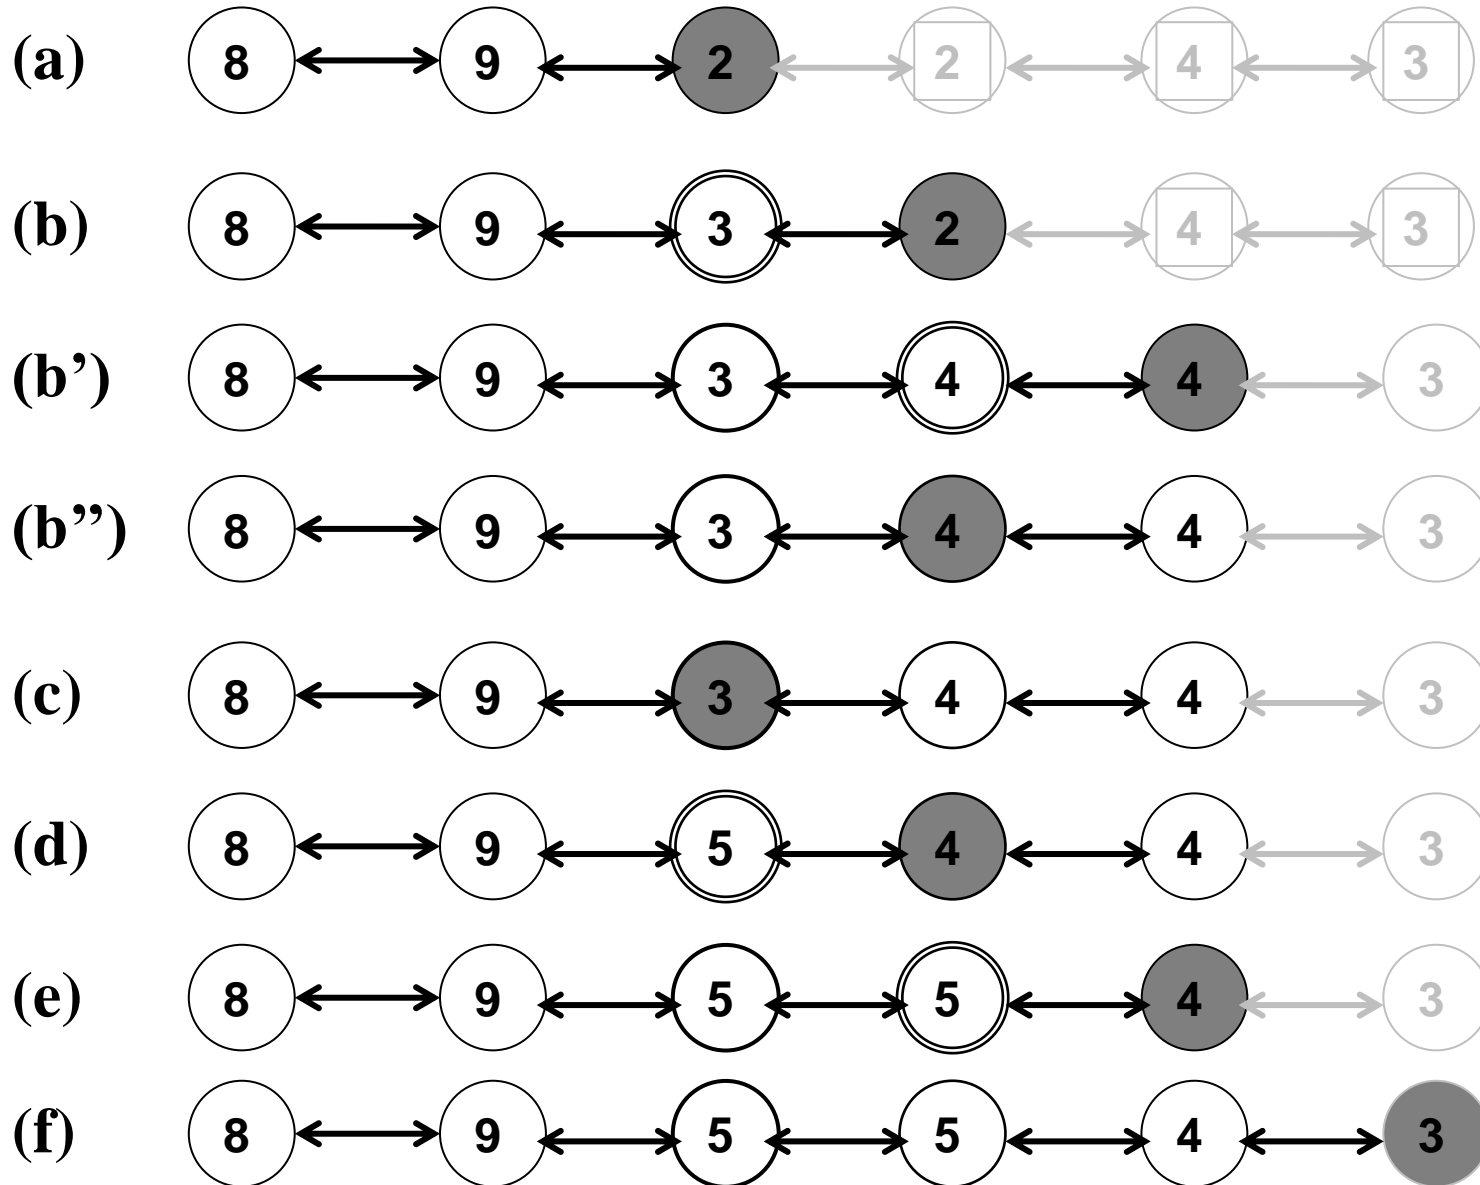 (a) 8 9 2 2 4 3
(b) 8 9 3 2 4 3
(b’) 8 9 3 4 4 3
(b”) 8 9 3 4 4 3
(c) 8 9 3 4 4 3
(d) 8 9 5 4 4 3
(e) 8 9 5 5 4 3
(f) 8 9 5 5 4 3